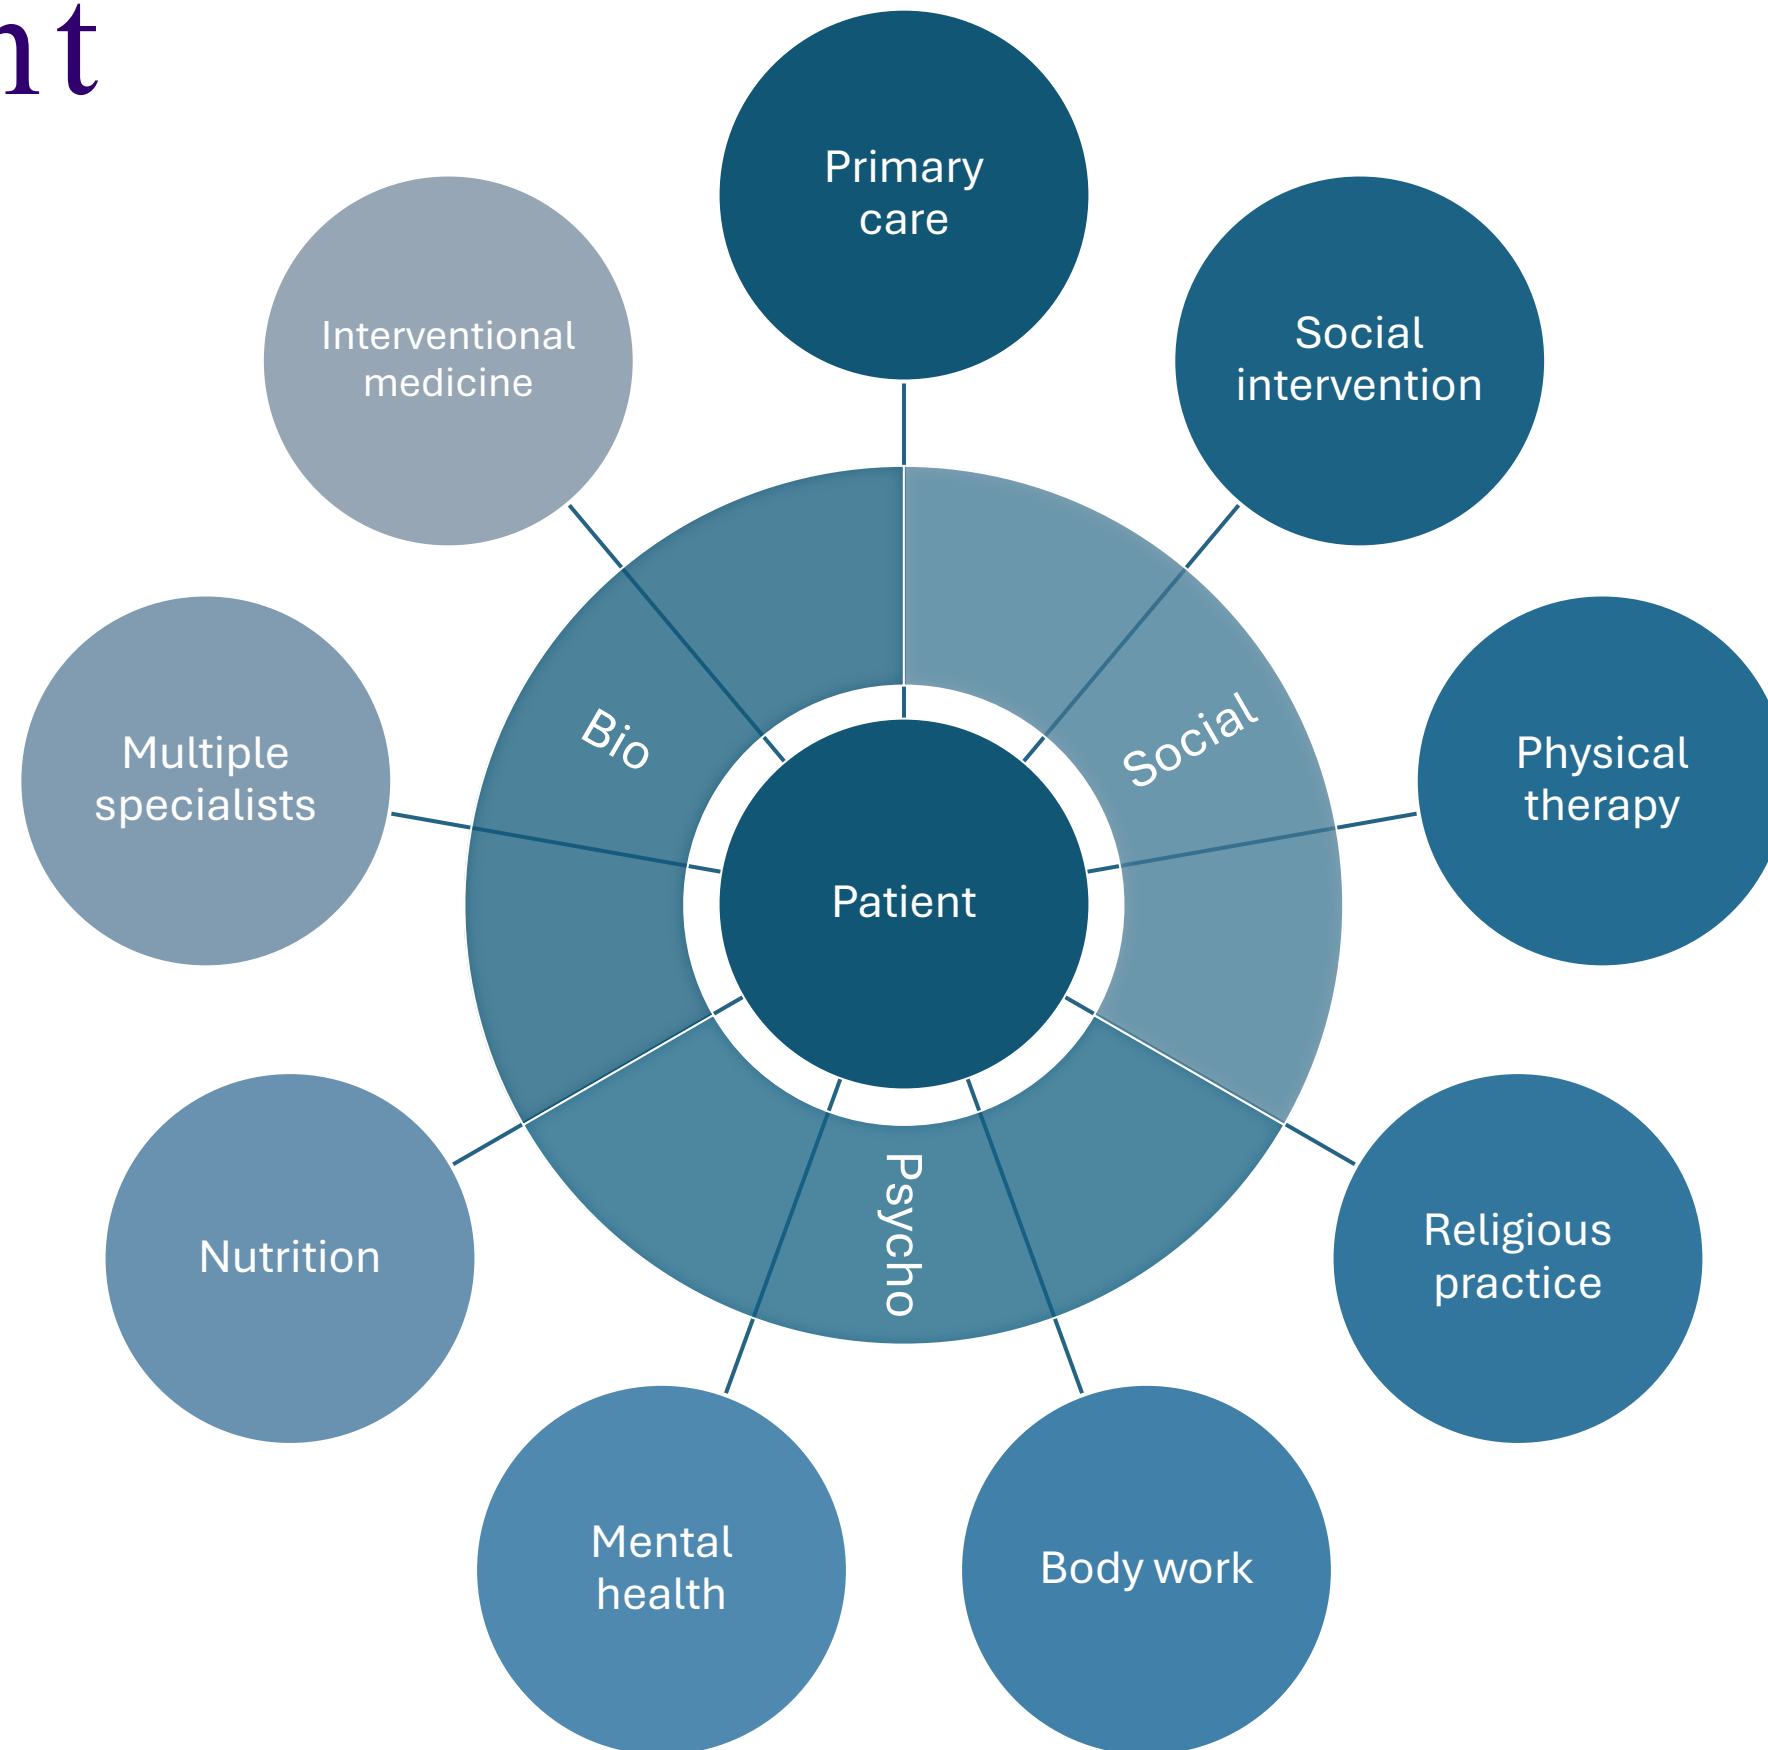 nt
Primary
care
Interventional
medicine
Social
intervention
Bio
Social
Multiple
specialists
Physical
therapy
Patient
Psycho
Nutrition
Religious
practice
Mental
health
Body work